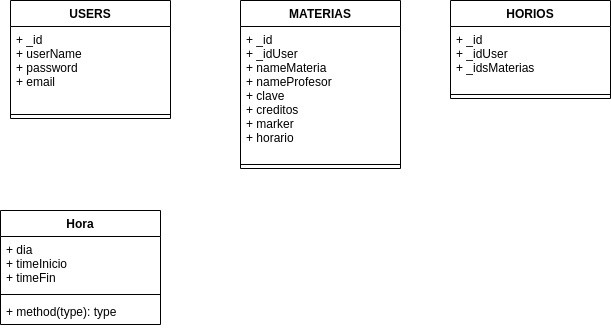 USERS
+ _id
+ userName
+ password
+ email
MATERIAS
+ _id
+ _idUser
+ nameMateria
+ nameProfesor
+ clave
+ creditos
+ marker
+ horario
HORIOS
+ _id
+ _idUser
+ _idsMaterias
Hora
+ dia
+ timeInicio
+ timeFin
+ method(type): type